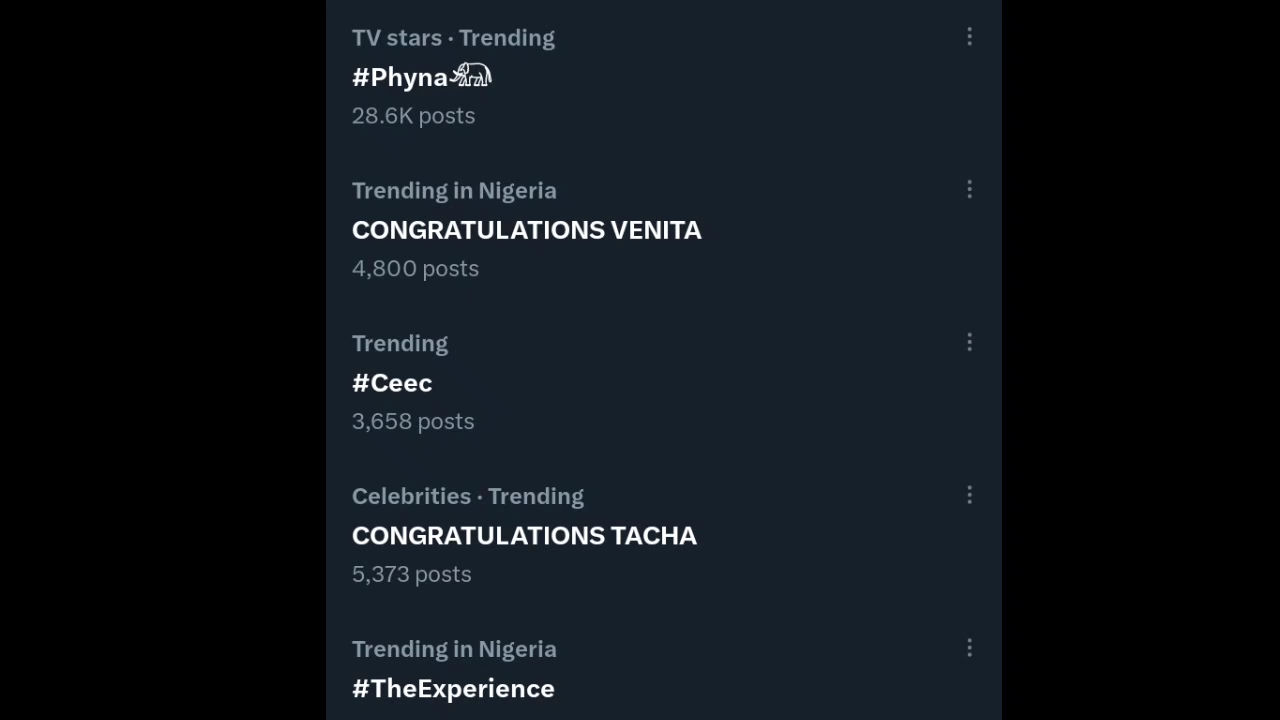 TV stars · Trending
#Phyna𓃰
28.6K posts
Trending in Nigeria
CONGRATULATIONS VENITA
4,800 posts
Trending
#Ceec
3,658 posts
Celebrities · Trending
CONGRATULATIONS TACHA
5,373 posts
Trending in Nigeria
#TheExperience